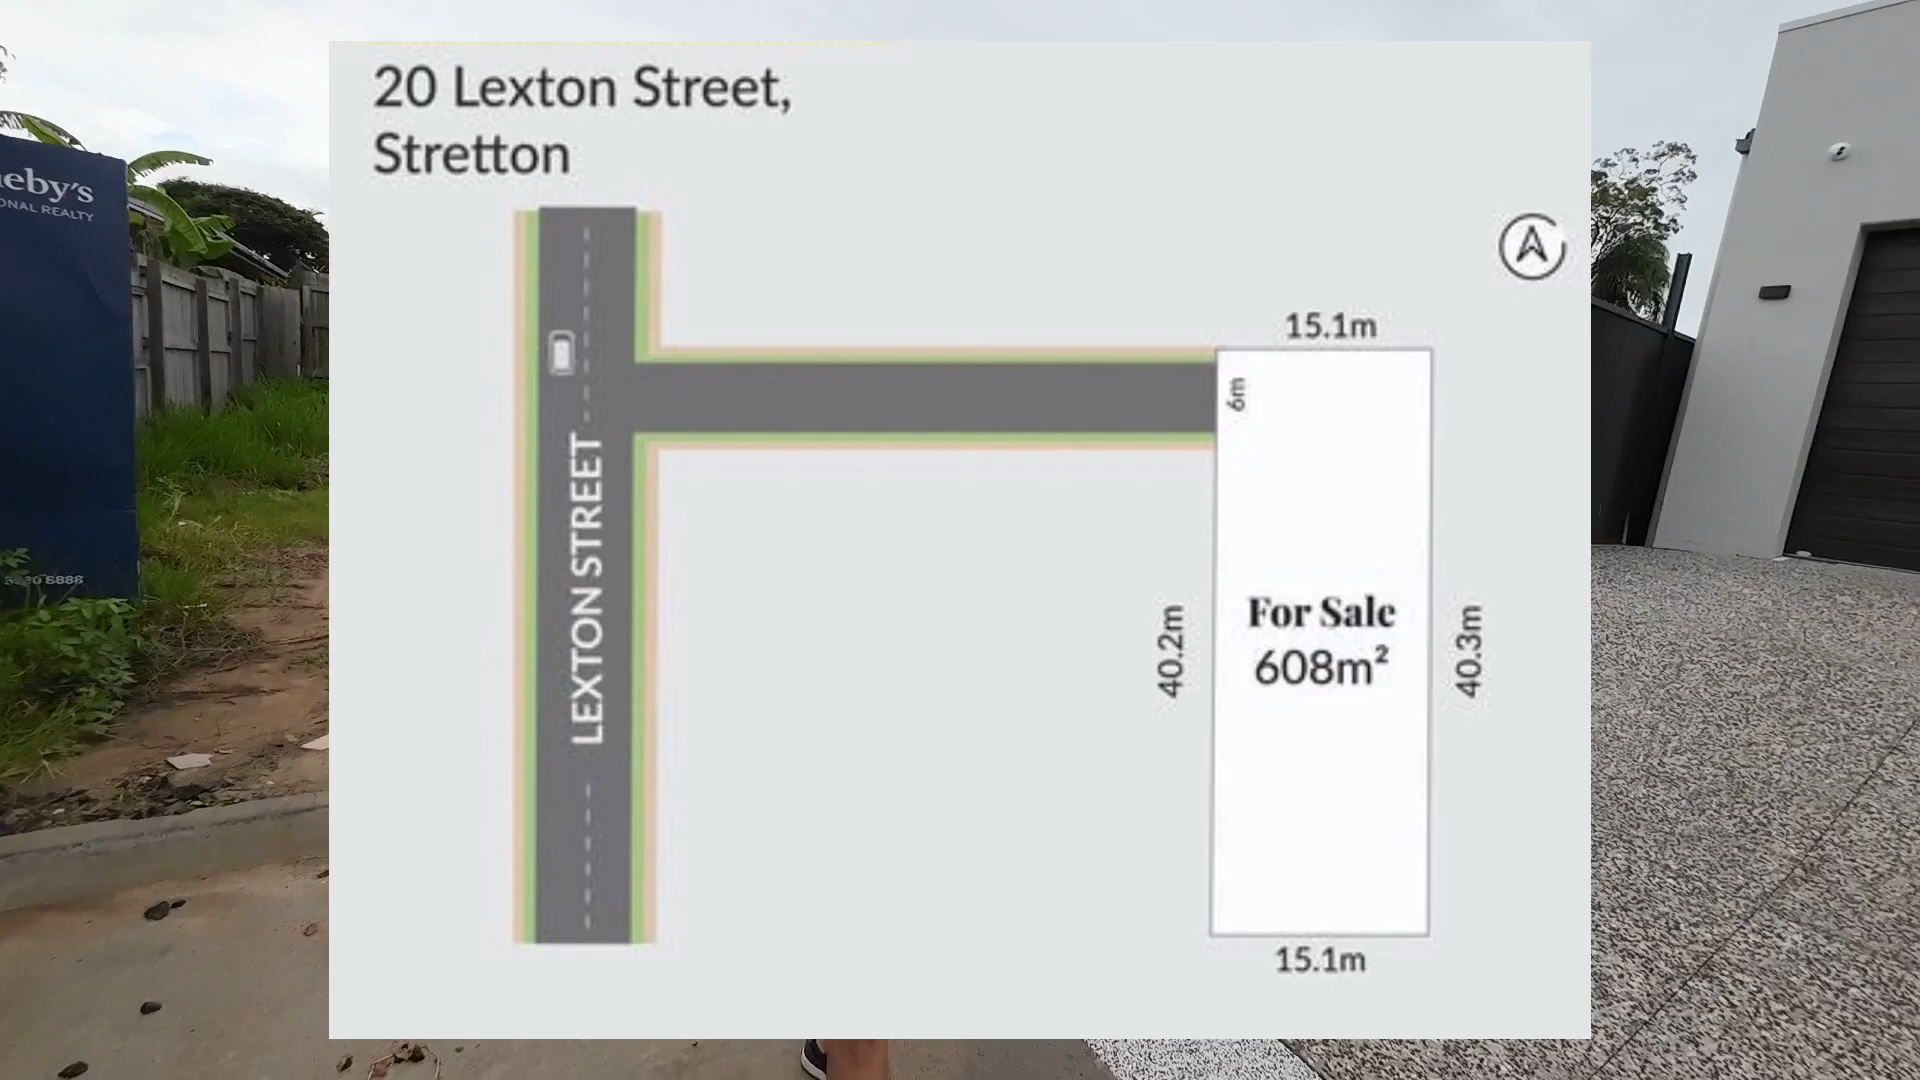 20 Lexton Street,
Stretton
eby's
ONAL REALTY
15.1m
6m
LEXTON STREET
For Sale
608m²
40.2m
40.3m
15.1m